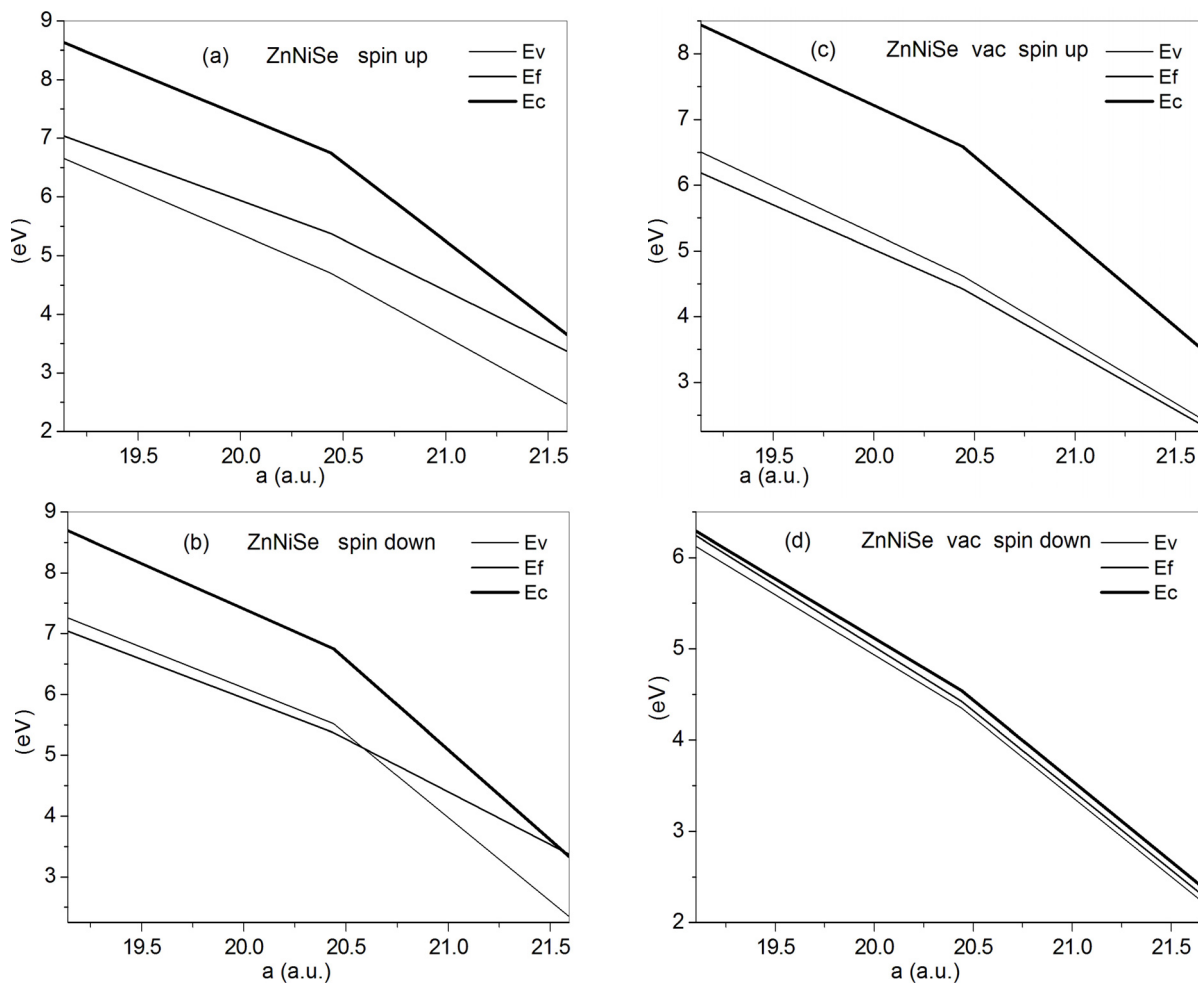 (a) ZnNiSe spin up
Ev
Ef
Ec
9
8
7
6
5
4
3
2
(eV)
19.5 20.0 20.5 21.0 21.5
a (a.u.)
(c) ZnNiSe vac spin up
Ev
Ef
Ec
8
7
6
5
4
3
(eV)
19.5 20.0 20.5 21.0 21.5
a (a.u.)
(b) ZnNiSe spin down
Ev
Ef
Ec
9
8
7
6
5
4
3
(eV)
19.5 20.0 20.5 21.0 21.5
a (a.u.)
(d) ZnNiSe vac spin down
Ev
Ef
Ec
6
5
4
3
2
(eV)
19.5 20.0 20.5 21.0 21.5
a (a.u.)